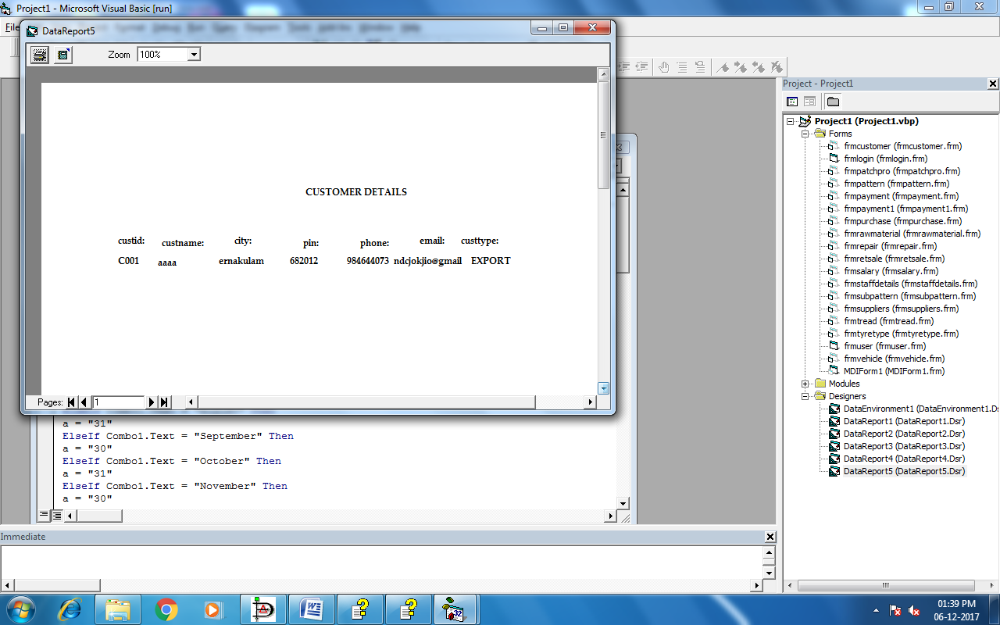 Project1 - Microsoft Visual Basic [run]
File
DataReport5
Zoom 100%
CUSTOMER DETAILS
custid: custname: city: pin: phone: email: custtype:
C001 aaaa ernakulam 682012 984644073 ndcjokjio@gmail EXPORT
Pages: 1
a = "31"
ElseIf Combo1.Text = "September" Then
a = "30"
ElseIf Combo1.Text = "October" Then
a = "31"
ElseIf Combo1.Text = "November" Then
a = "30"
Immediate
Project - Project1
Project1 (Project1.vbp)
Forms
frmcustomer (frmcustomer.frm)
frmlogin (frmlogin.frm)
frmpatchpro (frmpatchpro.frm)
frmpattern (frmpattern.frm)
frmpayment (frmpayment.frm)
frmpayment1 (frmpayment1.frm)
frmpurchase (frmpurchase.frm)
frmrawmaterial (frmrawmaterial.frm)
frmrepair (frmrepair.frm)
frmretsale (frmretsale.frm)
frmsalary (frmsalary.frm)
frmstaffdetails (frmstaffdetails.frm)
frmsubpattern (frmsubpattern.frm)
frmsuppliers (frmsuppliers.frm)
frmtread (frmtread.frm)
frmtyretype (frmtyretype.frm)
frmuser (frmuser.frm)
frmvehicle (frmvehicle.frm)
MDIForm1 (MDIForm1.frm)
Modules
Designers
DataEnvironment1 (DataEnvironment1.Ds
DataReport1 (DataReport1.Dsr)
DataReport2 (DataReport2.Dsr)
DataReport3 (DataReport3.Dsr)
DataReport4 (DataReport4.Dsr)
DataReport5 (DataReport5.Dsr)
01:39 PM
06-12-2017